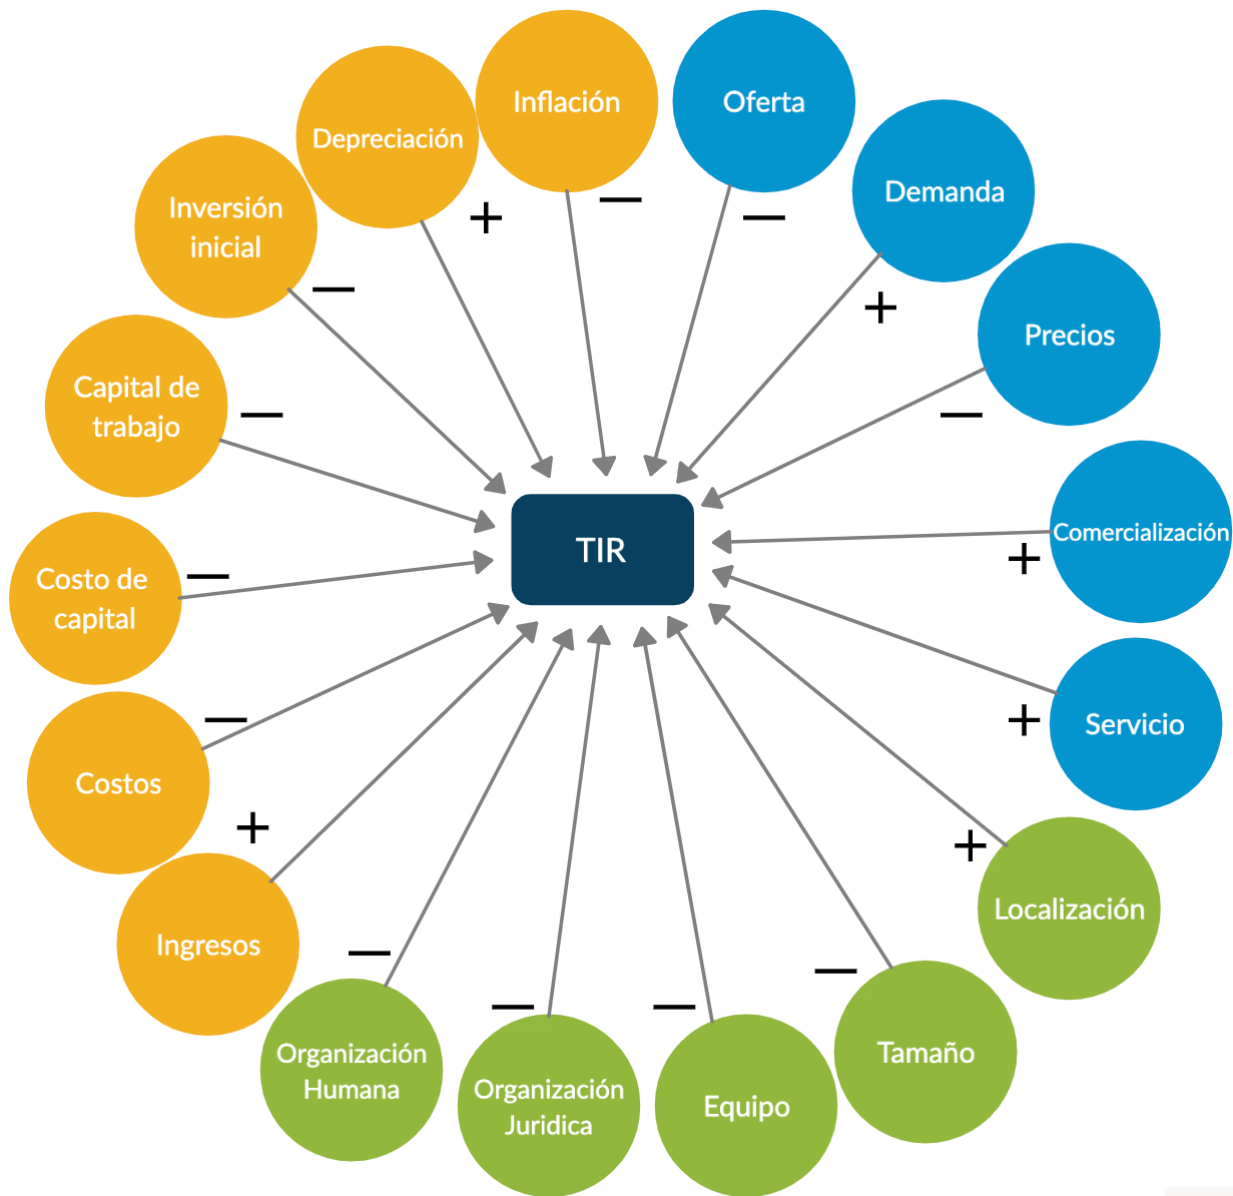 Inflación
—
Oferta
—
Demanda
+
Precios
—
Comercialización
+
Servicio
+
Localización
+
Tamaño
—
Equipo
—
Organización
Juridica
—
Organización
Humana
—
Ingresos
+
Costos
—
Costo de
capital
—
Capital de
trabajo
—
Inversión
inicial
—
Depreciación
+
TIR